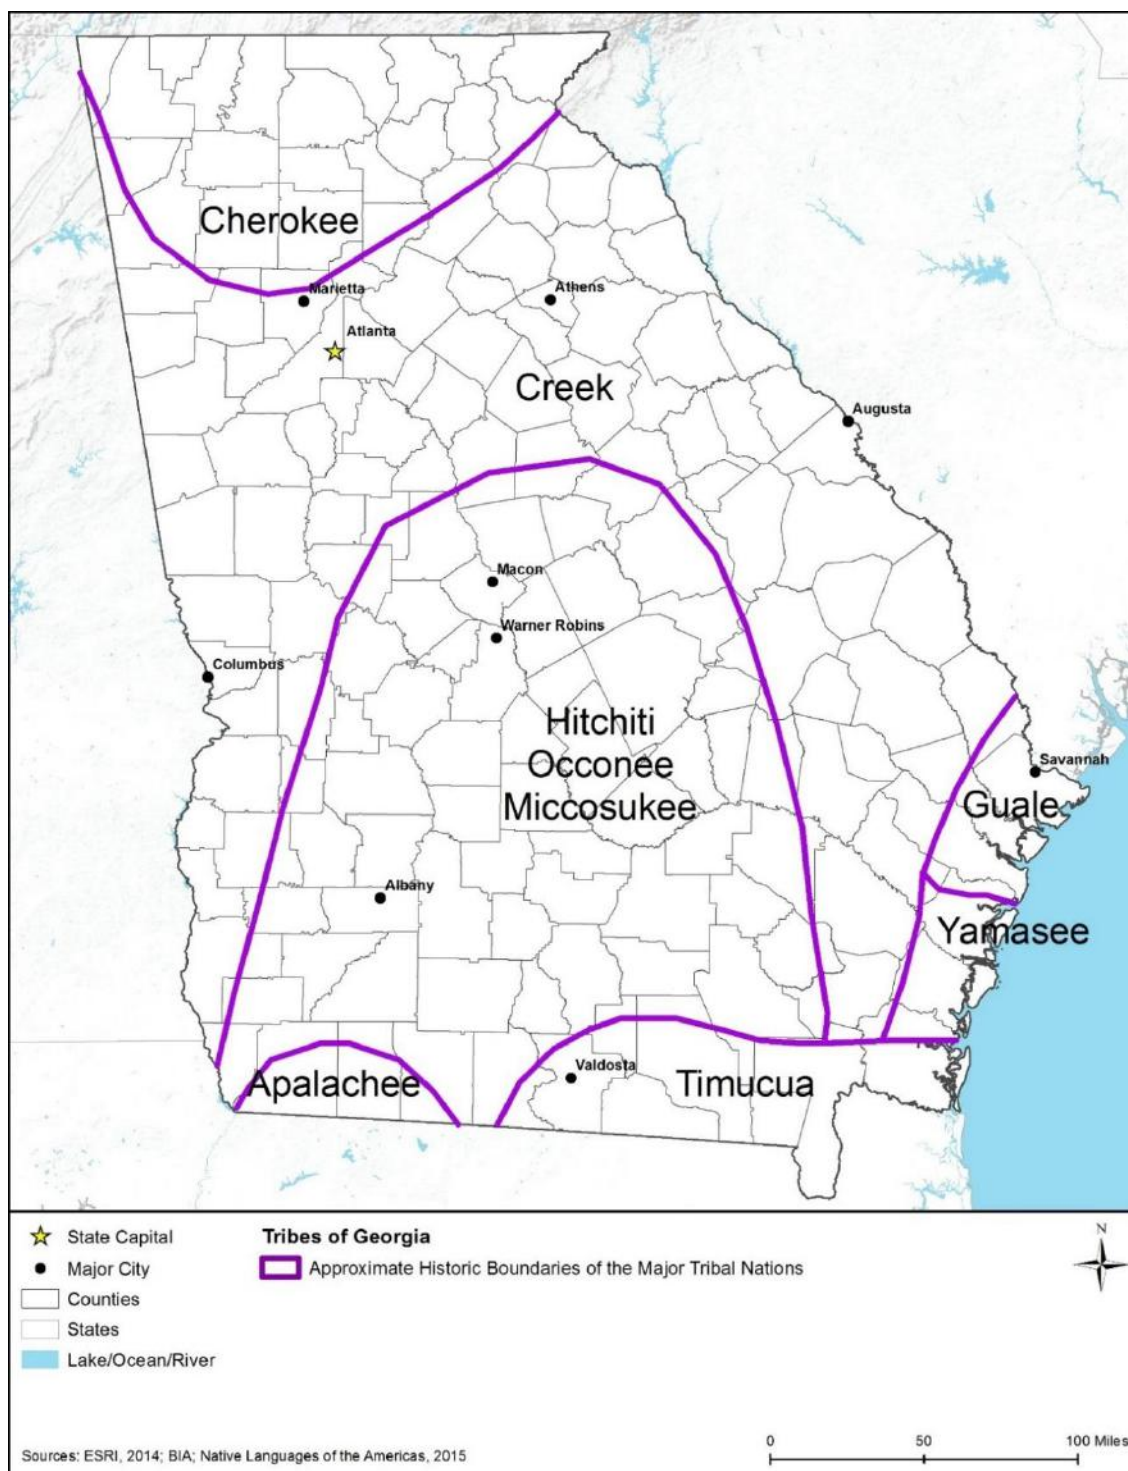 Cherokee
Marietta
Athens
Atlanta
Creek
Augusta
Macon
Warner Robins
Columbus
Hitchiti
Occonee
Miccosukee
Savannah
Guale
Albany
Yamasee
Valdosta
Apalachee
Timucua
State Capital
Major City
Counties
States
Lake/Ocean/River
Tribes of Georgia
Approximate Historic Boundaries of the Major Tribal Nations
N
Sources: ESRI, 2014; BIA; Native Languages of the Americas, 2015
0 50 100 Miles